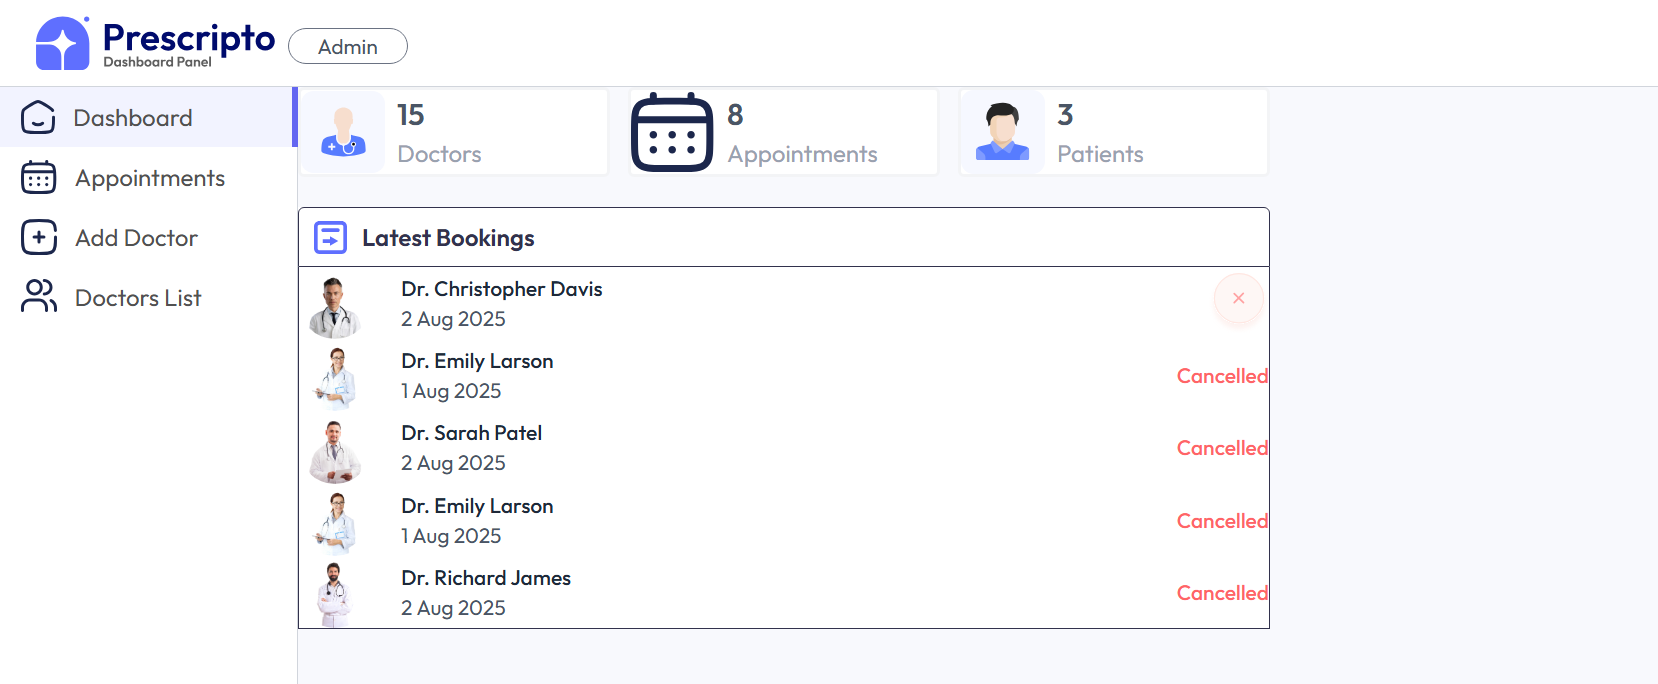 Prescripto
Dashboard Panel
Admin
Dashboard
Appointments
Add Doctor
Doctors List
15
Doctors
8
Appointments
3
Patients
Latest Bookings
Dr. Christopher Davis
2 Aug 2025
Dr. Emily Larson
1 Aug 2025
Cancelled
Dr. Sarah Patel
2 Aug 2025
Cancelled
Dr. Emily Larson
1 Aug 2025
Cancelled
Dr. Richard James
2 Aug 2025
Cancelled